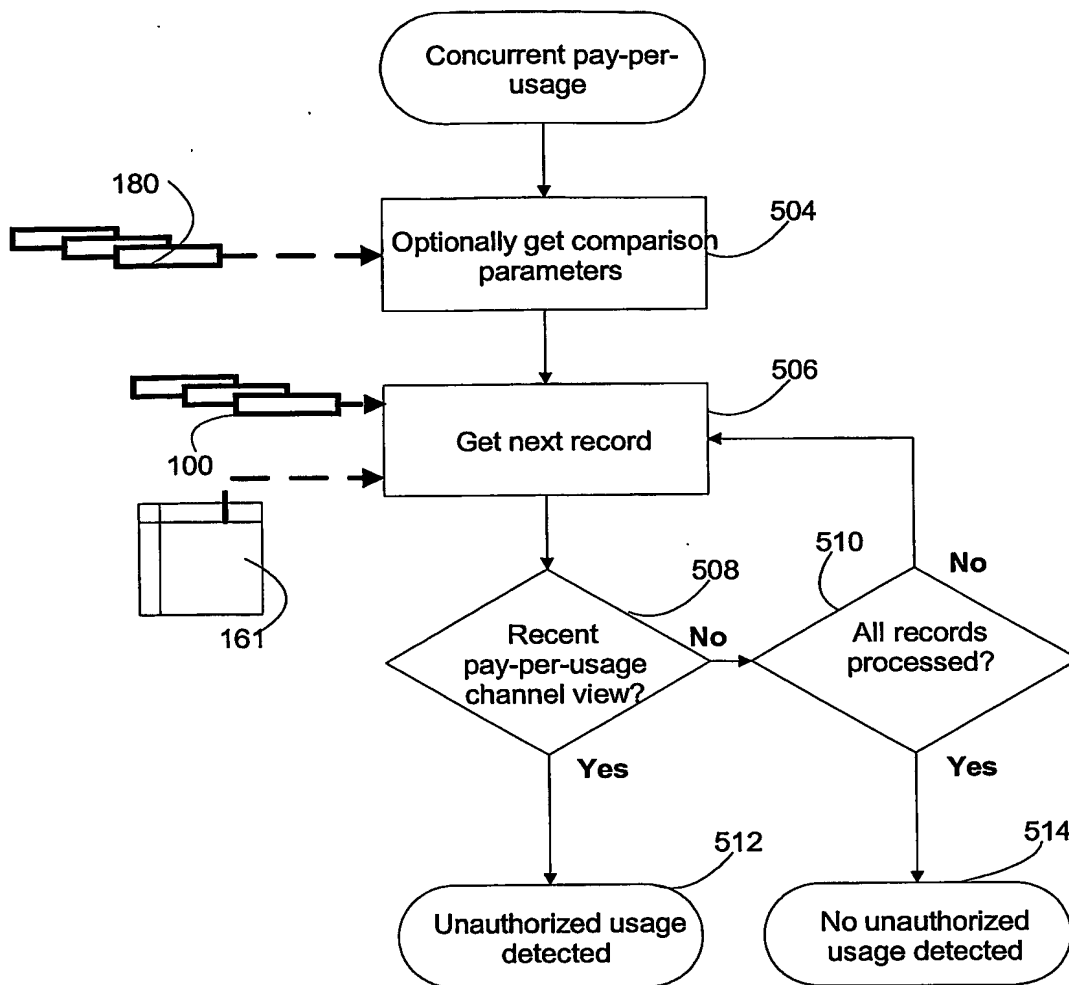 Concurrent pay-per-
usage
180
504
Optionally get comparison
parameters
506
Get next record
100
161
508
510
No
No
Recent
pay-per-usage
channel view?
All records
processed?
Yes
Yes
512
514
Unauthorized usage
detected
No unauthorized
usage detected